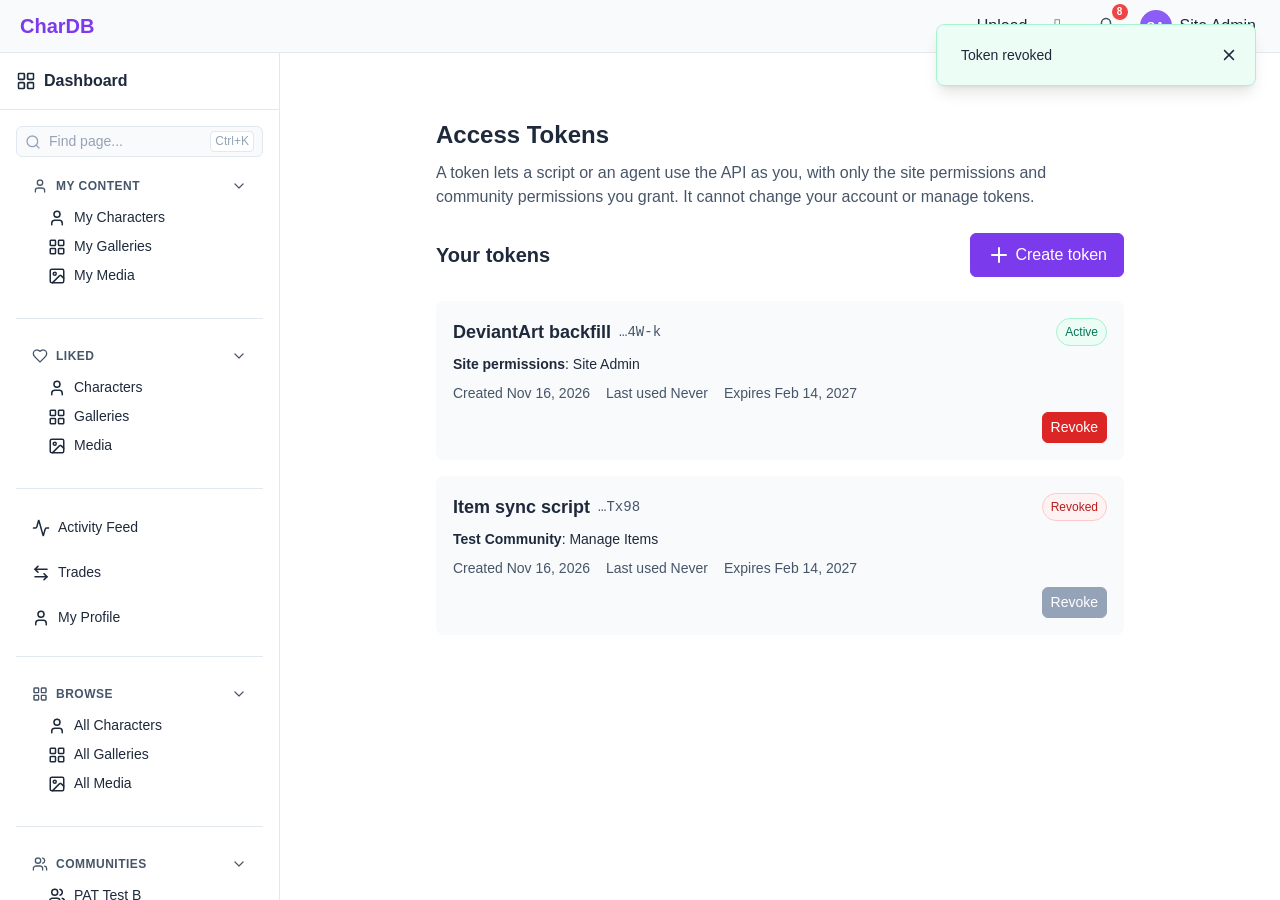 CharDB
Upload
8
Site Admin
Token revoked
Dashboard
Find page...
Ctrl+K
MY CONTENT
My Characters
My Galleries
My Media
LIKED
Characters
Galleries
Media
Activity Feed
Trades
My Profile
BROWSE
All Characters
All Galleries
All Media
COMMUNITIES
PAT Test B
Access Tokens
A token lets a script or an agent use the API as you, with only the site permissions and
community permissions you grant. It cannot change your account or manage tokens.
Your tokens
Create token
DeviantArt backfill …4W-k
Active
Site permissions: Site Admin
Created Nov 16, 2026 Last used Never Expires Feb 14, 2027
Revoke
Item sync script …Tx98
Revoked
Test Community: Manage Items
Created Nov 16, 2026 Last used Never Expires Feb 14, 2027
Revoke